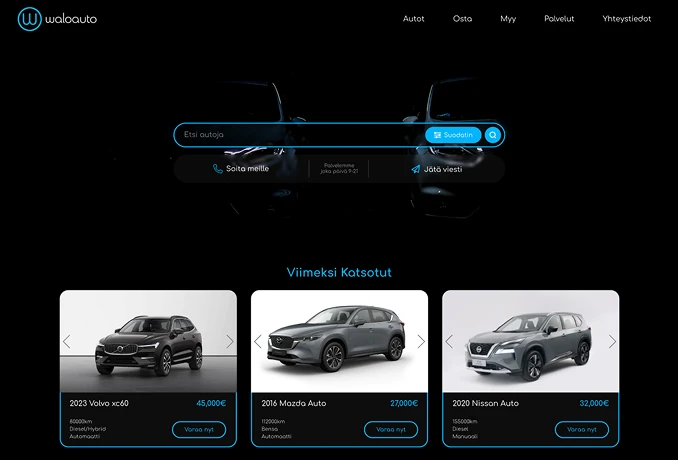 waloauto
Autot Osta Myy Palvelut Yhteystiedot
Etsi autoja
Suodatin
Soita meille
Palvelemme
joka päivä 9-21
Jätä viesti
Viimeksi Katsotut
2023 Volvo xc60 45,000€
60000km
Diesel/Hybrid
Automaatti
Varaa nyt
2016 Mazda Auto 27,000€
112000km
Bensa
Automaatti
Varaa nyt
2020 Nissan Auto 32,000€
155000km
Diesel
Manuaali
Varaa nyt